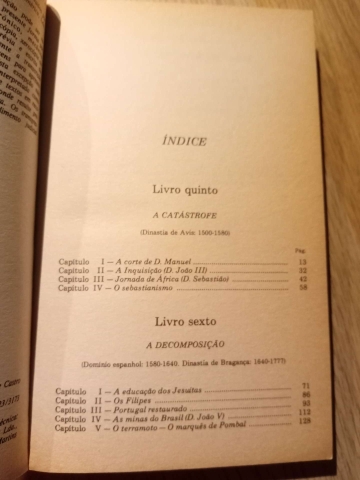 ÍNDICE
Livro quinto
A CATÁSTROFE
(Dinastia de Avis: 1500-1580)
Pág.
Capítulo I — A corte de D. Manuel 13
Capítulo II — A Inquisição (D. João III) 32
Capítulo III — Jornada de África (D. Sebastião) 42
Capítulo IV — O sebastianismo 58
Livro sexto
A DECOMPOSIÇÃO
(Domínio espanhol: 1580-1640. Dinastia de Bragança: 1640-1777)
Capítulo I — A educação dos Jesuítas 71
Capítulo II — Os Filipes 86
Capítulo III — Portugal restaurado 93
Capítulo IV — As minas do Brasil (D. João V) 112
Capítulo V — O terramoto — O marquês de Pombal 128